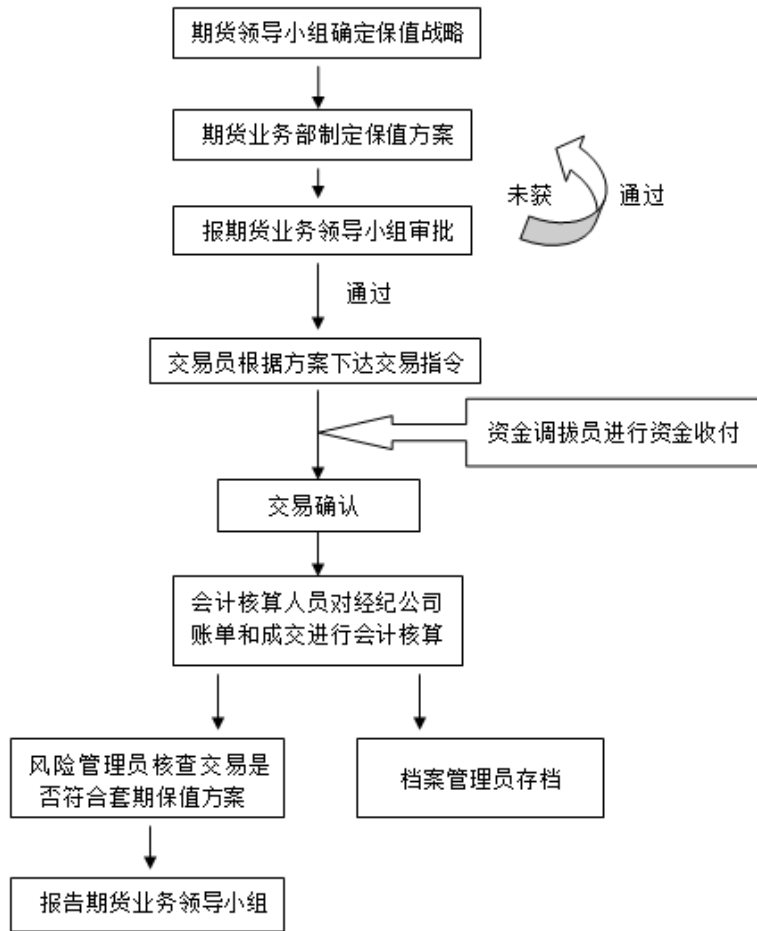 期货领导小组确定保值战略
期货业务部制定保值方案
未获 通过
报期货业务领导小组审批
通过
交易员根据方案下达交易指令
资金调拔员进行资金收付
交易确认
会计核算人员对经纪公司
账单和成交进行会计核算
风险管理员核查交易是
否符合套期保值方案
档案管理员存档
报告期货业务领导小组